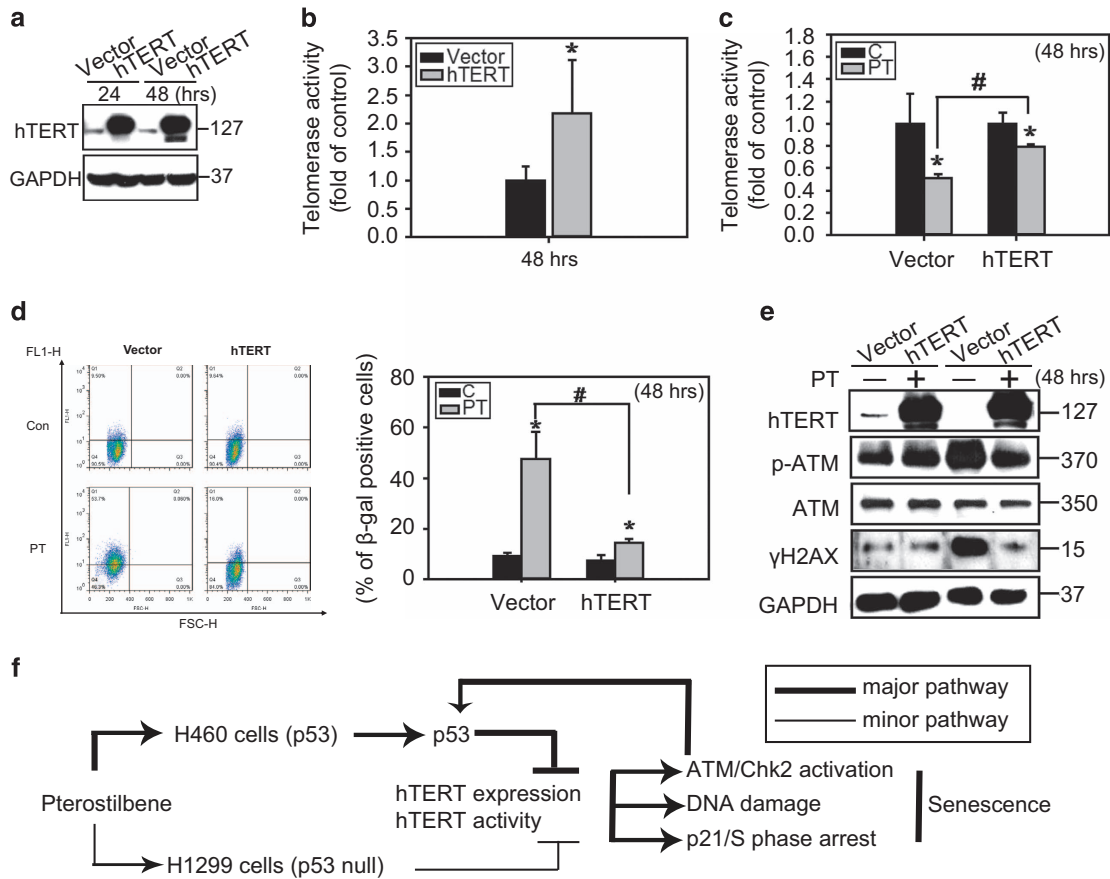 a
Vector
hTERT
Vector
hTERT
24
48 (hrs)
hTERT
127
GAPDH
37
b
Telomerase activity
(fold of control)
3.5
3.0
2.5
2.0
1.5
1.0
0.5
0.0
Vector
hTERT
*
48 hrs
c
Telomerase activity
(fold of control)
1.8
1.6
1.4
1.2
1.0
0.8
0.6
0.4
0.2
0.0
C
PT
(48 hrs)
#
*
*
Vector
hTERT
d
FL1-H
Vector
hTERT
Con
PT
FSC-H
(% of β-gal positive cells)
80
60
40
20
0
C
PT
(48 hrs)
#
*
*
Vector
hTERT
e
Vector
hTERT
Vector
hTERT
PT
— + — + (48 hrs)
hTERT
127
p-ATM
370
ATM
350
γH2AX
15
GAPDH
37
f
major pathway
minor pathway
H460 cells (p53)
p53
Pterostilbene
hTERT expression
hTERT activity
ATM/Chk2 activation
DNA damage
p21/S phase arrest
Senescence
H1299 cells (p53 null)